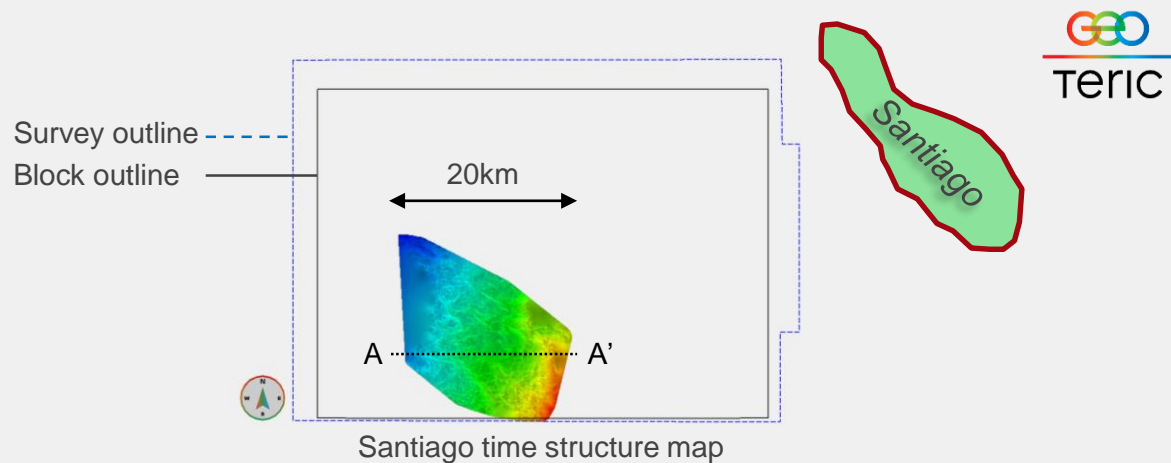 GEO
TERIC
Santiago
Survey outline
Block outline
20km
A
A’
N
W
E
S
Santiago time structure map